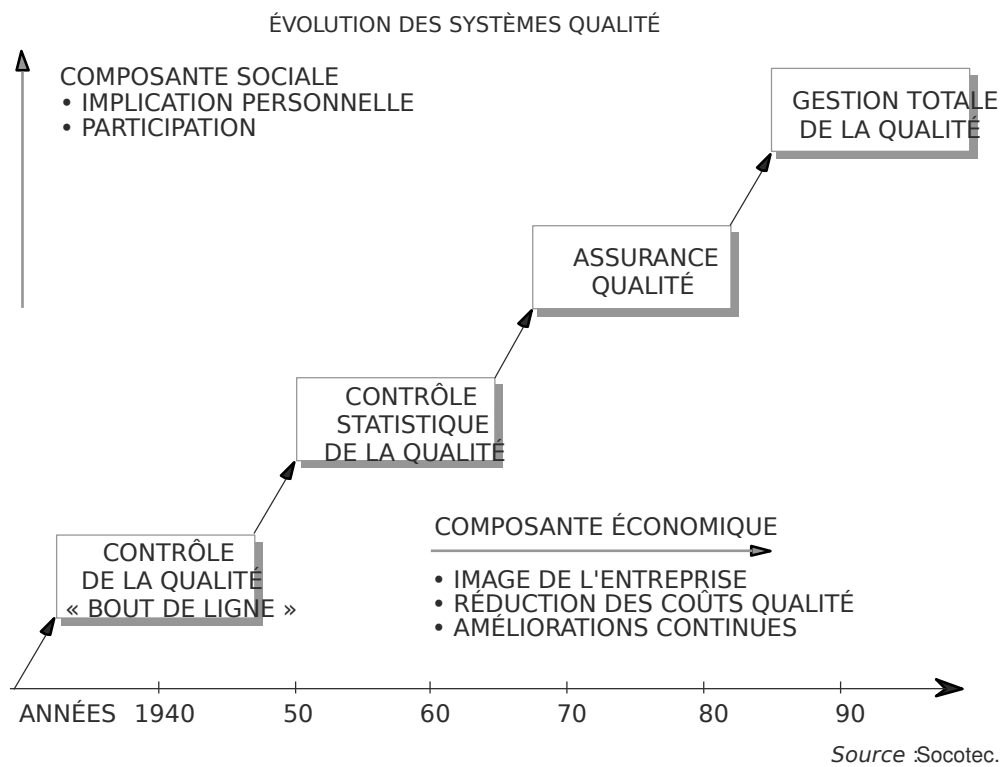 ÉVOLUTION DES SYSTÈMES QUALITÉ
COMPOSANTE SOCIALE
• IMPLICATION PERSONNELLE
• PARTICIPATION
GESTION TOTALE
DE LA QUALITÉ
ASSURANCE
QUALITÉ
CONTRÔLE
STATISTIQUE
DE LA QUALITÉ
CONTRÔLE
DE LA QUALITÉ
« BOUT DE LIGNE »
COMPOSANTE ÉCONOMIQUE
• IMAGE DE L'ENTREPRISE
• RÉDUCTION DES COÛTS QUALITÉ
• AMÉLIORATIONS CONTINUES
ANNÉES 1940 50 60 70 80 90
Source :Socotec.